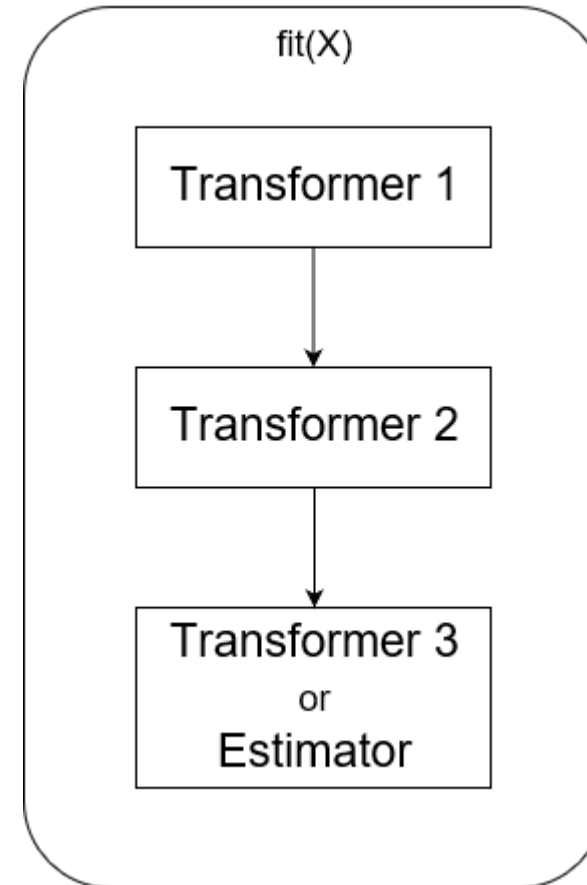 fit(X)
Transformer 1
Transformer 2
Transformer 3
or
Estimator